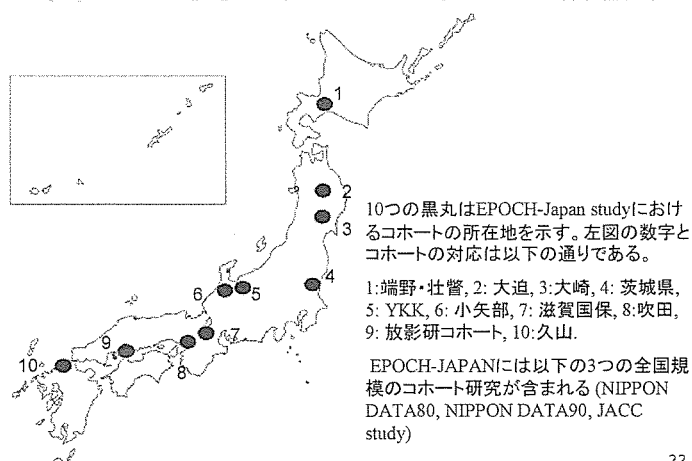 1
2
3
4
5
6
7
8
9
10
10つの黒丸はEPOCH-Japan studyにおけ
るコホートの所在地を示す。左図の数字と
コホートの対応は以下の通りである。
1:端野・壮瞥, 2: 大迫, 3:大崎, 4: 茨城県,
5: YKK, 6: 小矢部, 7: 滋賀国保, 8:吹田,
9: 放影研コホート, 10:久山.
EPOCH-JAPANには以下の3つの全国規
模のコホート研究が含まれる (NIPPON
DATA80, NIPPON DATA90, JACC
study)